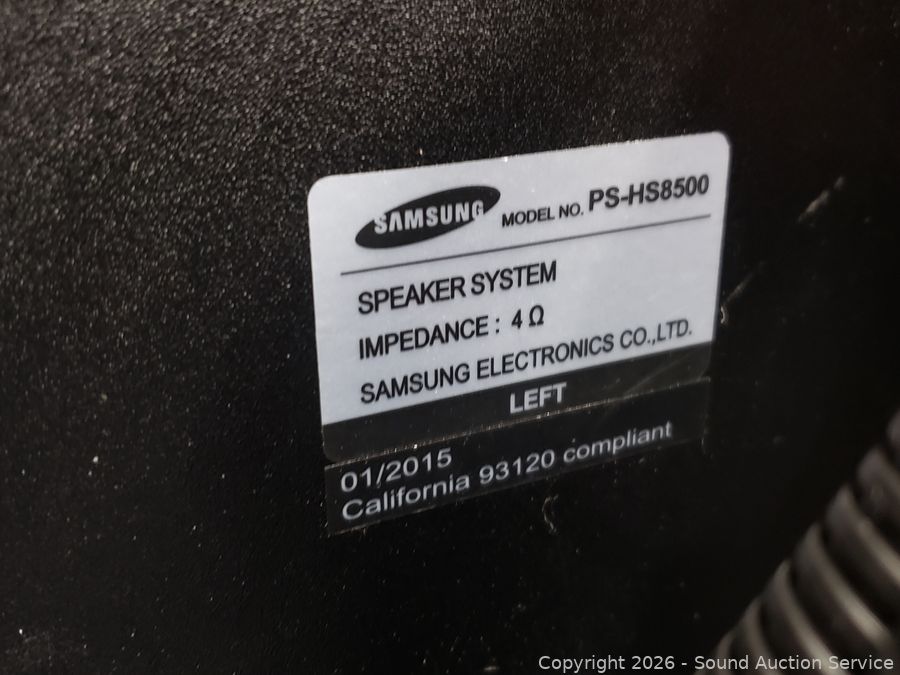 SAMSUNG MODEL NO. PS-HS8500
SPEAKER SYSTEM
IMPEDANCE : 4 Ω
SAMSUNG ELECTRONICS CO.,LTD.
LEFT
01/2015
California 93120 compliant
Copyright 2026 - Sound Auction Service